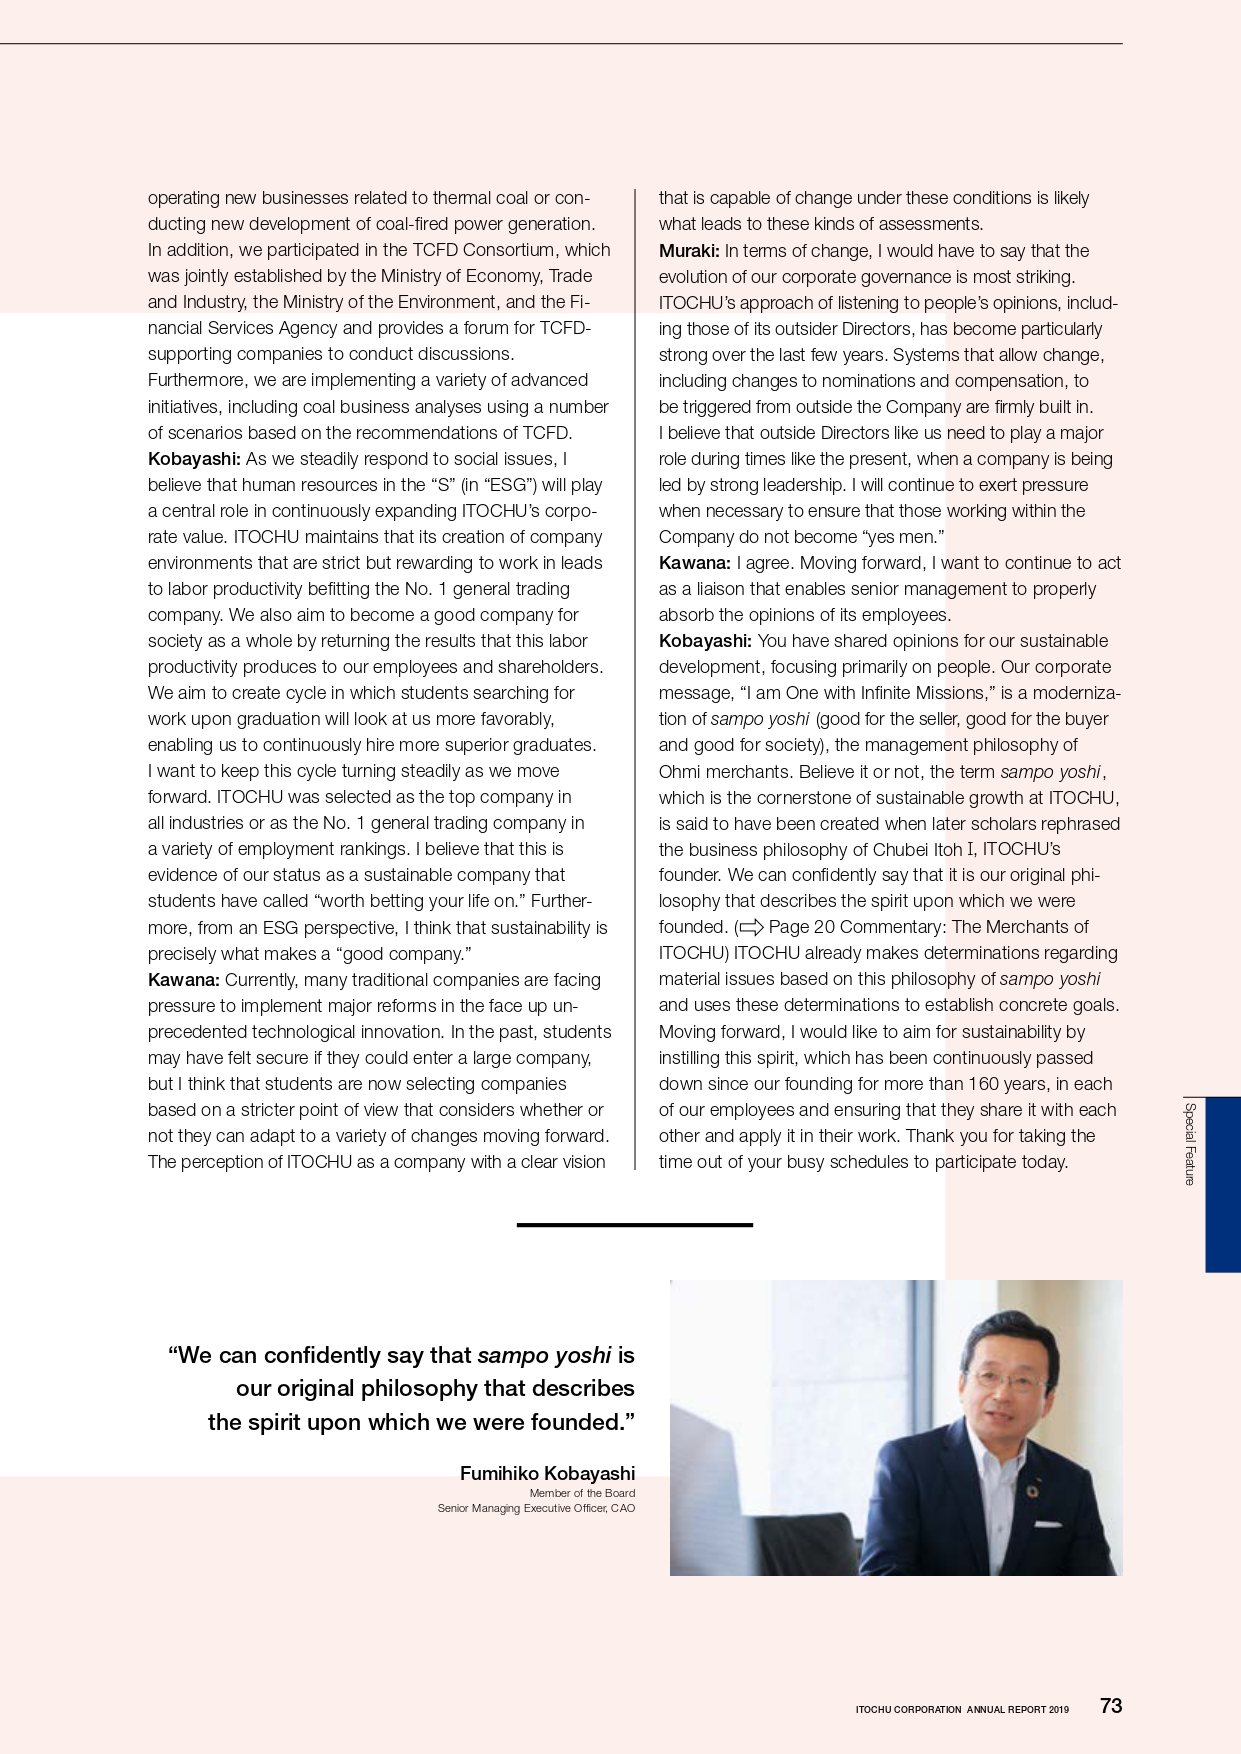 operating new businesses related to thermal coal or con-
ducting new development of coal-fired power generation.
In addition, we participated in the TCFD Consortium, which
was jointly established by the Ministry of Economy, Trade
and Industry, the Ministry of the Environment, and the Fi-
nancial Services Agency and provides a forum for TCFD-
supporting companies to conduct discussions.
Furthermore, we are implementing a variety of advanced
initiatives, including coal business analyses using a number
of scenarios based on the recommendations of TCFD.
Kobayashi: As we steadily respond to social issues, I
believe that human resources in the “S” (in “ESG”) will play
a central role in continuously expanding ITOCHU’s corpo-
rate value. ITOCHU maintains that its creation of company
environments that are strict but rewarding to work in leads
to labor productivity befitting the No. 1 general trading
company. We also aim to become a good company for
society as a whole by returning the results that this labor
productivity produces to our employees and shareholders.
We aim to create cycle in which students searching for
work upon graduation will look at us more favorably,
enabling us to continuously hire more superior graduates.
I want to keep this cycle turning steadily as we move
forward. ITOCHU was selected as the top company in
all industries or as the No. 1 general trading company in
a variety of employment rankings. I believe that this is
evidence of our status as a sustainable company that
students have called “worth betting your life on.” Further-
more, from an ESG perspective, I think that sustainability is
precisely what makes a “good company.”
Kawana: Currently, many traditional companies are facing
pressure to implement major reforms in the face up un-
precedented technological innovation. In the past, students
may have felt secure if they could enter a large company,
but I think that students are now selecting companies
based on a stricter point of view that considers whether or
not they can adapt to a variety of changes moving forward.
The perception of ITOCHU as a company with a clear vision
that is capable of change under these conditions is likely
what leads to these kinds of assessments.
Muraki: In terms of change, I would have to say that the
evolution of our corporate governance is most striking.
ITOCHU’s approach of listening to people’s opinions, includ-
ing those of its outsider Directors, has become particularly
strong over the last few years. Systems that allow change,
including changes to nominations and compensation, to
be triggered from outside the Company are firmly built in.
I believe that outside Directors like us need to play a major
role during times like the present, when a company is being
led by strong leadership. I will continue to exert pressure
when necessary to ensure that those working within the
Company do not become “yes men.”
Kawana: I agree. Moving forward, I want to continue to act
as a liaison that enables senior management to properly
absorb the opinions of its employees.
Kobayashi: You have shared opinions for our sustainable
development, focusing primarily on people. Our corporate
message, “I am One with Infinite Missions,” is a moderniza-
tion of sampo yoshi (good for the seller, good for the buyer
and good for society), the management philosophy of
Ohmi merchants. Believe it or not, the term sampo yoshi,
which is the cornerstone of sustainable growth at ITOCHU,
is said to have been created when later scholars rephrased
the business philosophy of Chubei Itoh I, ITOCHU’s
founder. We can confidently say that it is our original phi-
losophy that describes the spirit upon which we were
founded. (⇨ Page 20 Commentary: The Merchants of
ITOCHU) ITOCHU already makes determinations regarding
material issues based on this philosophy of sampo yoshi
and uses these determinations to establish concrete goals.
Moving forward, I would like to aim for sustainability by
instilling this spirit, which has been continuously passed
down since our founding for more than 160 years, in each
of our employees and ensuring that they share it with each
other and apply it in their work. Thank you for taking the
time out of your busy schedules to participate today.
Special Feature
“We can confidently say that sampo yoshi is
our original philosophy that describes
the spirit upon which we were founded.”
Fumihiko Kobayashi
Member of the Board
Senior Managing Executive Officer, CAO
ITOCHU CORPORATION ANNUAL REPORT 2019 73